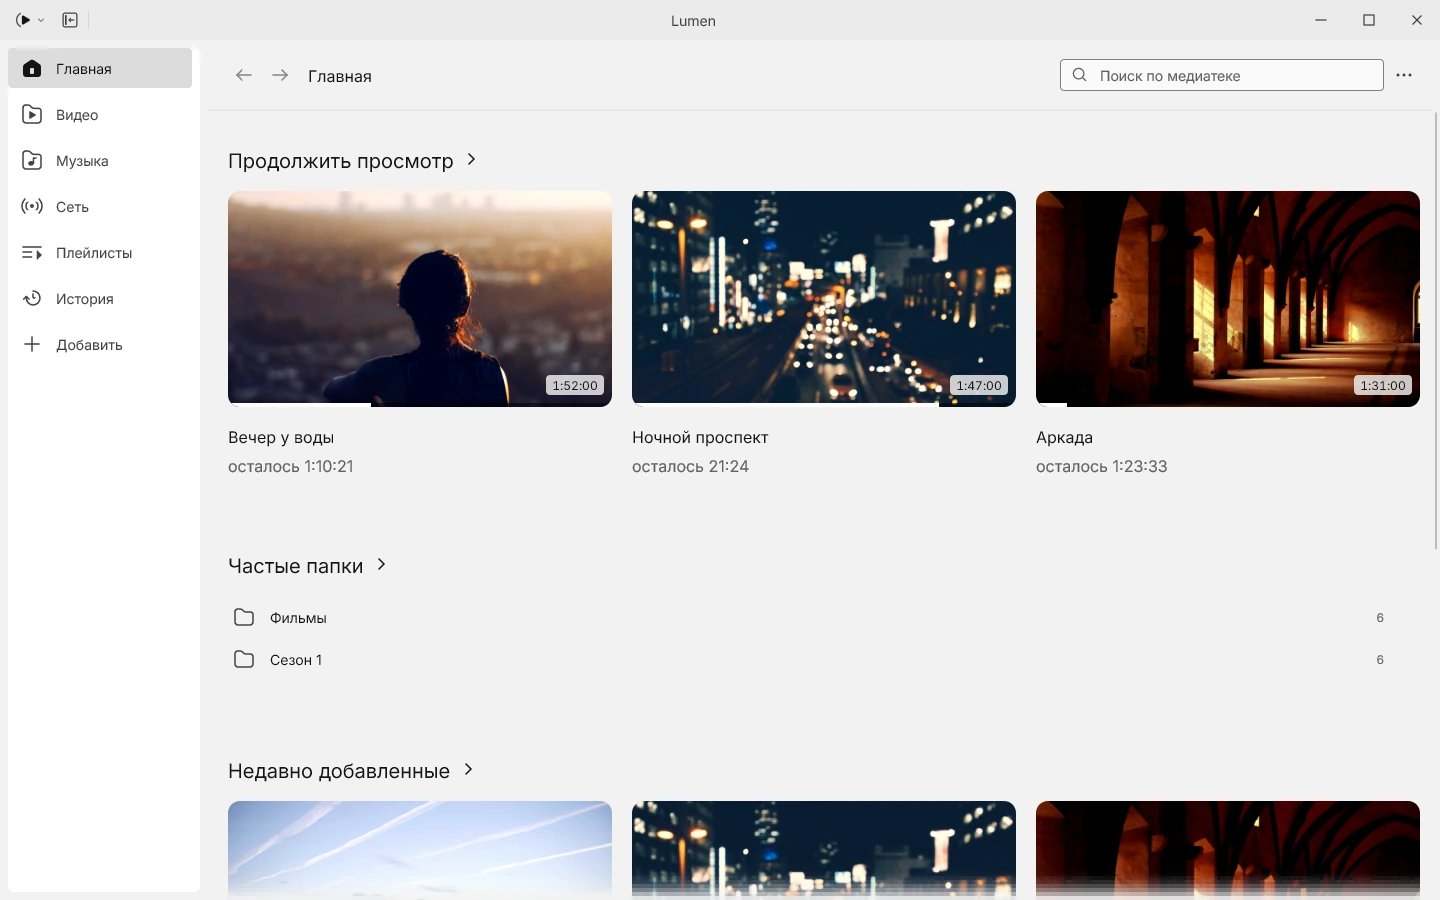 Lumen
Главная
Видео
Музыка
Сеть
Плейлисты
История
Добавить
Главная
Поиск по медиатеке
Продолжить просмотр
1:52:00
1:47:00
1:31:00
Вечер у воды
Ночной проспект
Аркада
осталось 1:10:21
осталось 21:24
осталось 1:23:33
Частые папки
Фильмы
6
Сезон 1
6
Недавно добавленные